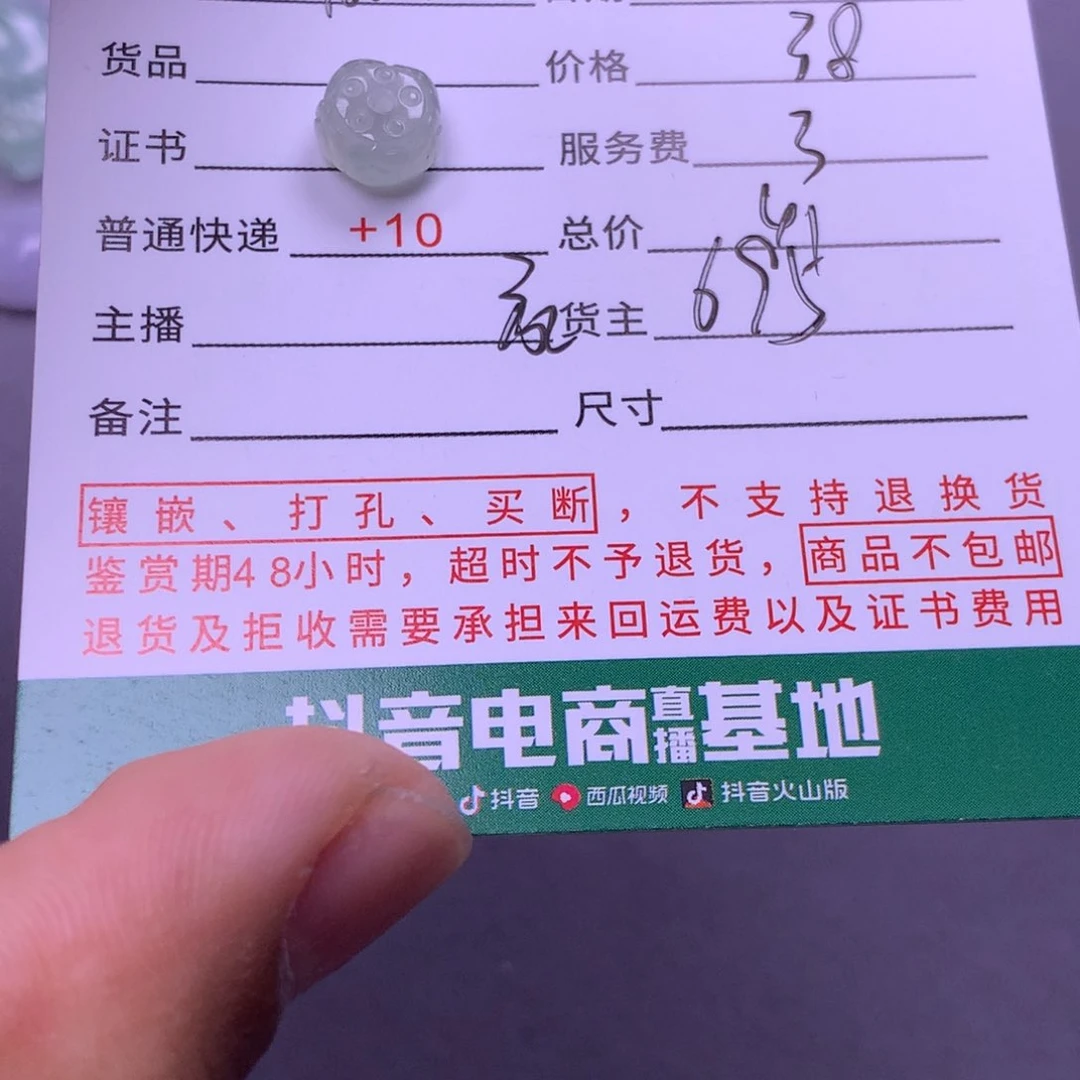 货品 价格 38
证书 服务费 3
普通快递 +10 总价 41
主播 货主 695
备注 尺寸
镶嵌、打孔、买断，不支持退换货
鉴赏期48小时，超时不予退货，商品不包邮
退货及拒收需要承担来回运费以及证书费用
抖音电商直播基地
抖音 西瓜视频 抖音火山版